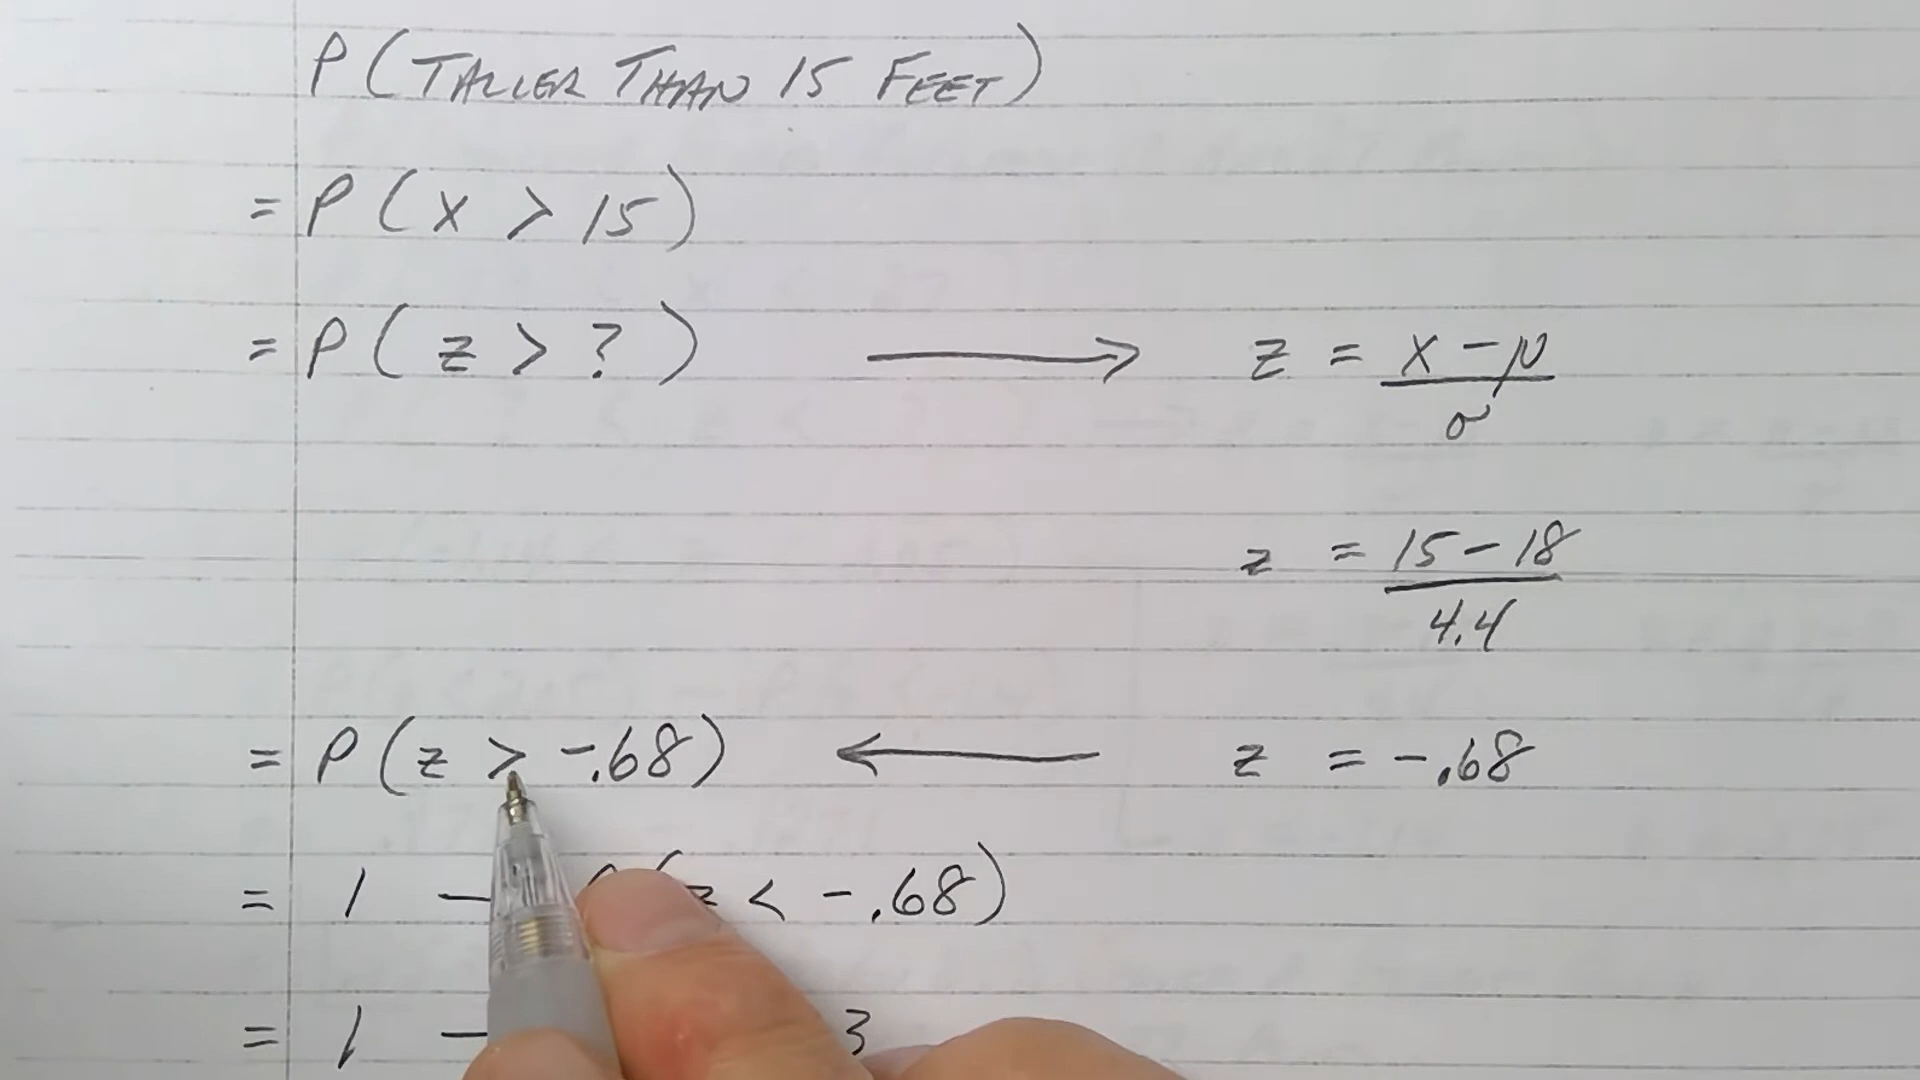 P(TALLER THAN 15 FEET)
= P(x > 15)
= P(z > ?) ⟶ z = x - μ / σ
z = 15 - 18 / 4.4
= P(z > -.68) ⟵ z = -.68
= 1 - P(z < -.68)
= 1 - 3